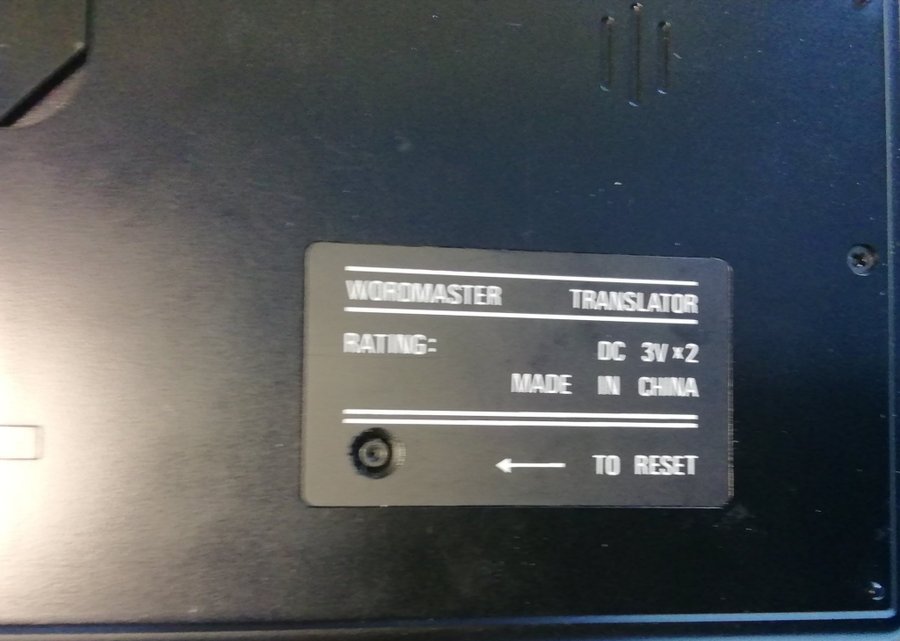 WORDMASTER TRANSLATOR
RATING: DC 3V×2
MADE IN CHINA
← TO RESET